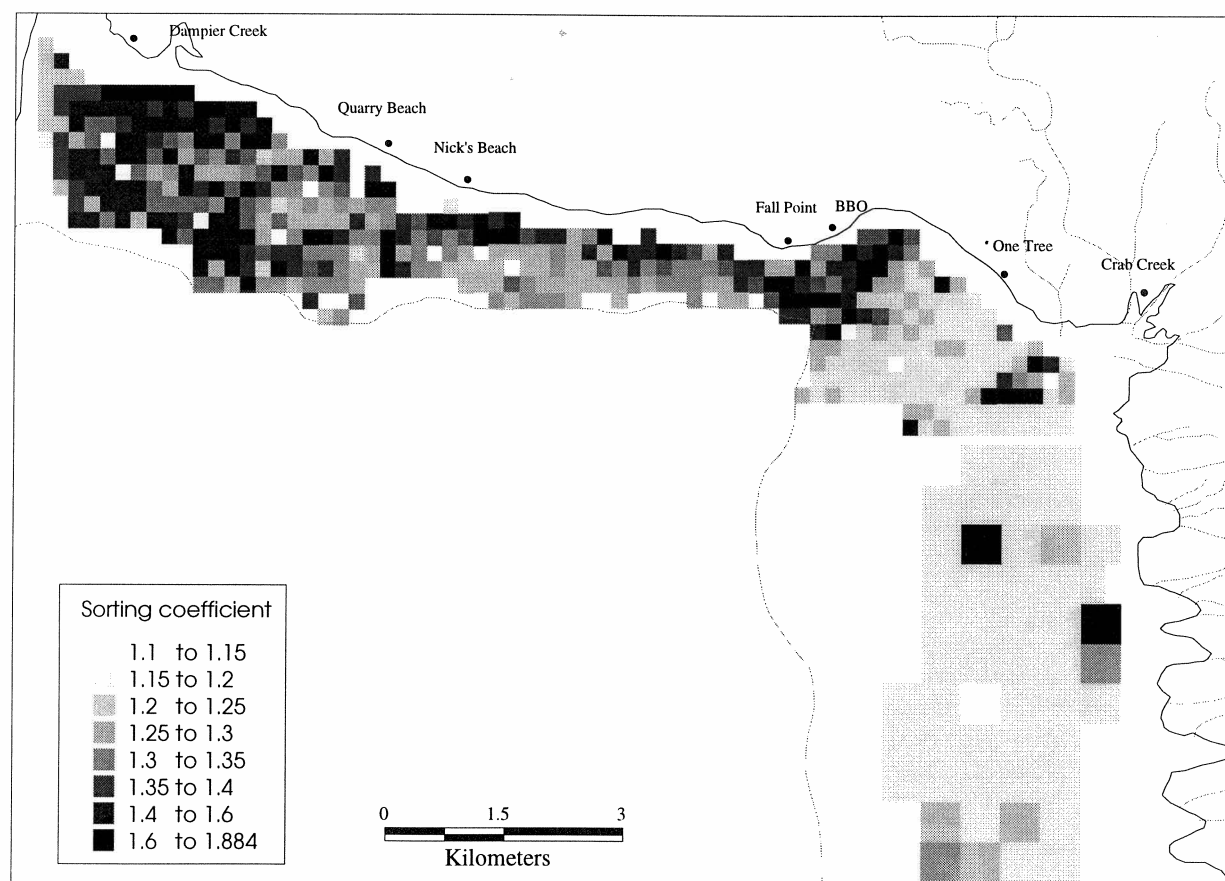 Dampier Creek
Quarry Beach
Nick's Beach
Fall Point
BBO
One Tree
Crab Creek
Sorting coefficient
1.1 to 1.15
1.15 to 1.2
1.2 to 1.25
1.25 to 1.3
1.3 to 1.35
1.35 to 1.4
1.4 to 1.6
1.6 to 1.884
0 1.5 3
Kilometers